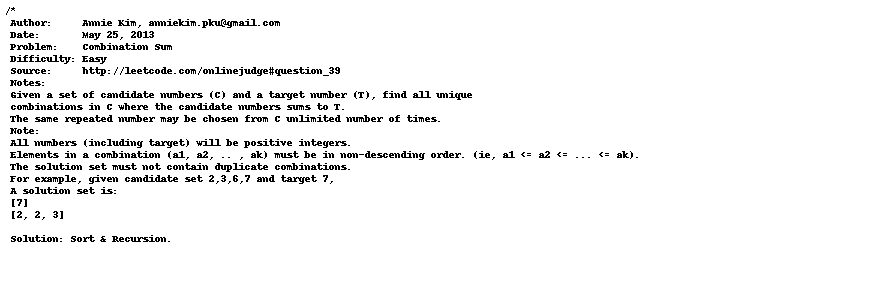 /*
Author: Annie Kim, anniekim.pku@gmail.com
Date: May 25, 2013
Problem: Combination Sum
Difficulty: Easy
Source: http://leetcode.com/onlinejudge#question_39
Notes:
Given a set of candidate numbers (C) and a target number (T), find all unique
combinations in C where the candidate numbers sums to T.
The same repeated number may be chosen from C unlimited number of times.
Note:
All numbers (including target) will be positive integers.
Elements in a combination (a1, a2, .. , ak) must be in non-descending order. (ie, a1 <= a2 <= ... <= ak).
The solution set must not contain duplicate combinations.
For example, given candidate set 2,3,6,7 and target 7,
A solution set is:
[7]
[2, 2, 3]
Solution: Sort & Recursion.